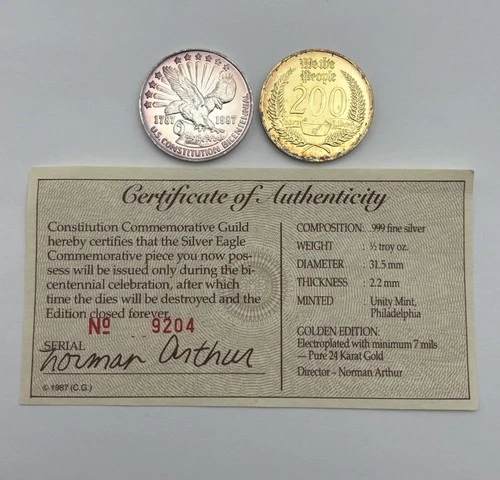 1787 1987
U.S. CONSTITUTION BICENTENNIAL
We the
People
200
Certificate of Authenticity
Constitution Commemorative Guild
hereby certifies that the Silver Eagle
Commemorative piece you now pos-
sess will be issued only during the bi-
centennial celebration, after which
time the dies will be destroyed and the
Edition closed forever.
No 9204
SERIAL
Norman Arthur
© 1987 (C.G.)
COMPOSITION: .999 fine silver
WEIGHT : ½ troy oz.
DIAMETER : 31.5 mm
THICKNESS : 2.2 mm
MINTED : Unity Mint,
Philadelphia
GOLDEN EDITION:
Electroplated with minimum 7 mils
— Pure 24 Karat Gold
Director – Norman Arthur